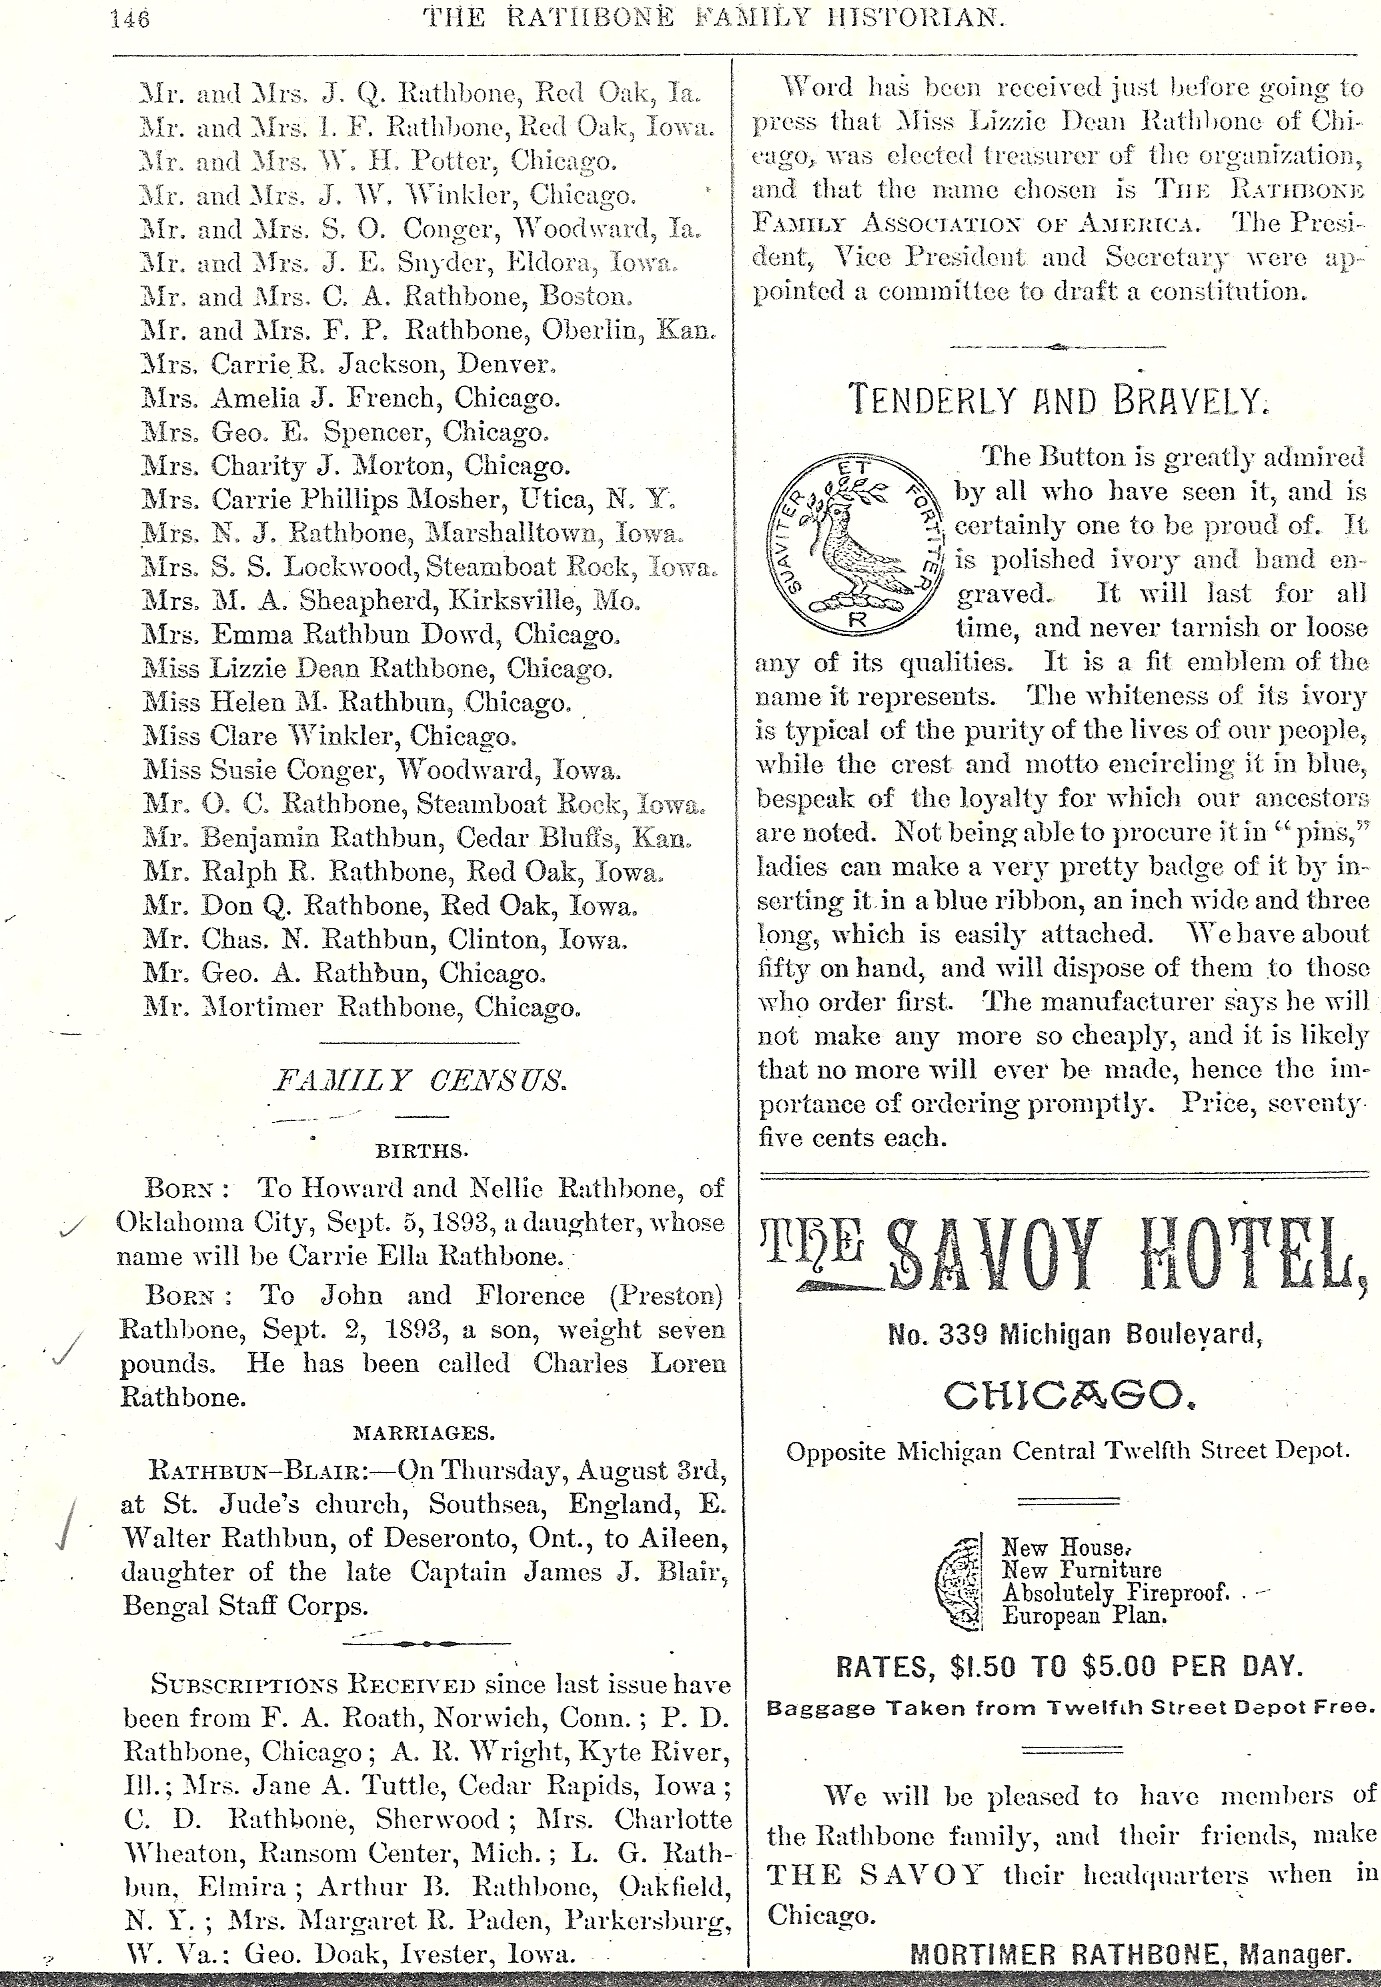 146
THE RATHBONE FAMILY HISTORIAN.
Mr. and Mrs. J. Q. Rathbone, Red Oak, Ia.
Mr. and Mrs. I. F. Rathbone, Red Oak, Iowa.
Mr. and Mrs. W. H. Potter, Chicago.
Mr. and Mrs. J. W. Winkler, Chicago.
Mr. and Mrs. S. O. Conger, Woodward, Ia.
Mr. and Mrs. J. E. Snyder, Eldora, Iowa.
Mr. and Mrs. C. A. Rathbone, Boston.
Mr. and Mrs. F. P. Rathbone, Oberlin, Kan.
Mrs. Carrie R. Jackson, Denver.
Mrs. Amelia J. French, Chicago.
Mrs. Geo. E. Spencer, Chicago.
Mrs. Charity J. Morton, Chicago.
Mrs. Carrie Phillips Mosher, Utica, N. Y.
Mrs. N. J. Rathbone, Marshalltown, Iowa.
Mrs. S. S. Lockwood, Steamboat Rock, Iowa.
Mrs. M. A. Sheapherd, Kirksville, Mo.
Mrs. Emma Rathbun Dowd, Chicago.
Miss Lizzie Dean Rathbone, Chicago.
Miss Helen M. Rathbun, Chicago.
Miss Clare Winkler, Chicago.
Miss Susie Conger, Woodward, Iowa.
Mr. O. C. Rathbone, Steamboat Rock, Iowa.
Mr. Benjamin Rathbun, Cedar Bluffs, Kan.
Mr. Ralph R. Rathbone, Red Oak, Iowa.
Mr. Don Q. Rathbone, Red Oak, Iowa.
Mr. Chas. N. Rathbun, Clinton, Iowa.
Mr. Geo. A. Rathbun, Chicago.
Mr. Mortimer Rathbone, Chicago.
FAMILY CENSUS.
BIRTHS.
BORN: To Howard and Nellie Rathbone, of
Oklahoma City, Sept. 5, 1893, a daughter, whose
name will be Carrie Ella Rathbone.
BORN: To John and Florence (Preston)
Rathbone, Sept. 2, 1893, a son, weight seven
pounds. He has been called Charles Loren
Rathbone.
MARRIAGES.
RATHBUN-BLAIR:—On Thursday, August 3rd,
at St. Jude's church, Southsea, England, E.
Walter Rathbun, of Deseronto, Ont., to Aileen,
daughter of the late Captain James J. Blair,
Bengal Staff Corps.
SUBSCRIPTIONS RECEIVED since last issue have
been from F. A. Roath, Norwich, Conn.; P. D.
Rathbone, Chicago; A. R. Wright, Kyte River,
Ill.; Mrs. Jane A. Tuttle, Cedar Rapids, Iowa;
C. D. Rathbone, Sherwood; Mrs. Charlotte
Wheaton, Ransom Center, Mich.; L. G. Rath-
bun, Elmira; Arthur B. Rathbone, Oakfield,
N. Y.; Mrs. Margaret R. Paden, Parkersburg,
W. Va.: Geo. Doak, Ivester, Iowa.
Word has been received just before going to
press that Miss Lizzie Dean Rathbone of Chi-
cago, was elected treasurer of the organization,
and that the name chosen is THE RATHBONE
FAMILY ASSOCIATION OF AMERICA. The Presi-
dent, Vice President and Secretary were ap-
pointed a committee to draft a constitution.
TENDERLY AND BRAVELY.
SUAVITER ET FORTITER
R
The Button is greatly admired
by all who have seen it, and is
certainly one to be proud of. It
is polished ivory and hand en-
graved. It will last for all
time, and never tarnish or loose
any of its qualities. It is a fit emblem of the
name it represents. The whiteness of its ivory
is typical of the purity of the lives of our people,
while the crest and motto encircling it in blue,
bespeak of the loyalty for which our ancestors
are noted. Not being able to procure it in "pins,"
ladies can make a very pretty badge of it by in-
serting it in a blue ribbon, an inch wide and three
long, which is easily attached. We have about
fifty on hand, and will dispose of them to those
who order first. The manufacturer says he will
not make any more so cheaply, and it is likely
that no more will ever be made, hence the im-
portance of ordering promptly. Price, seventy-
five cents each.
THE SAVOY HOTEL,
No. 339 Michigan Boulevard,
CHICAGO.
Opposite Michigan Central Twelfth Street Depot.
New House.
New Furniture
Absolutely Fireproof.
European Plan.
RATES, $1.50 TO $5.00 PER DAY.
Baggage Taken from Twelfth Street Depot Free.
We will be pleased to have members of
the Rathbone family, and their friends, make
THE SAVOY their headquarters when in
Chicago.
MORTIMER RATHBONE, Manager.